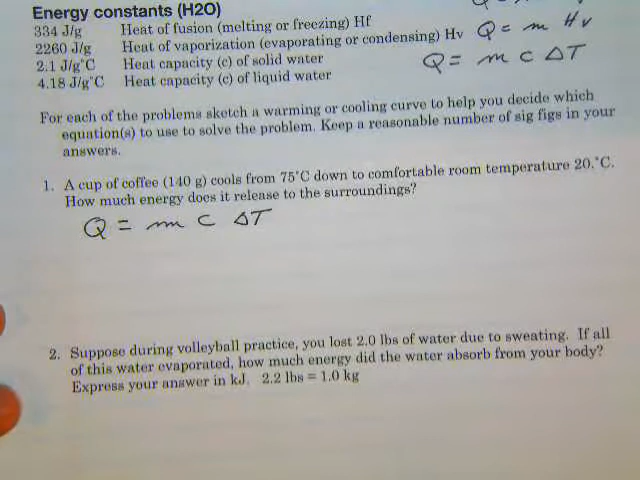 Energy constants (H2O)
334 J/g Heat of fusion (melting or freezing) Hf
2260 J/g Heat of vaporization (evaporating or condensing) Hv Q = m Hv
2.1 J/g°C Heat capacity (c) of solid water
Q = m c ΔT
4.18 J/g°C Heat capacity (c) of liquid water
For each of the problems sketch a warming or cooling curve to help you decide which
equation(s) to use to solve the problem. Keep a reasonable number of sig figs in your
answers.
1. A cup of coffee (140 g) cools from 75°C down to comfortable room temperature 20.°C.
How much energy does it release to the surroundings?
Q = m c ΔT
2. Suppose during volleyball practice, you lost 2.0 lbs of water due to sweating. If all
of this water evaporated, how much energy did the water absorb from your body?
Express your answer in kJ. 2.2 lbs = 1.0 kg